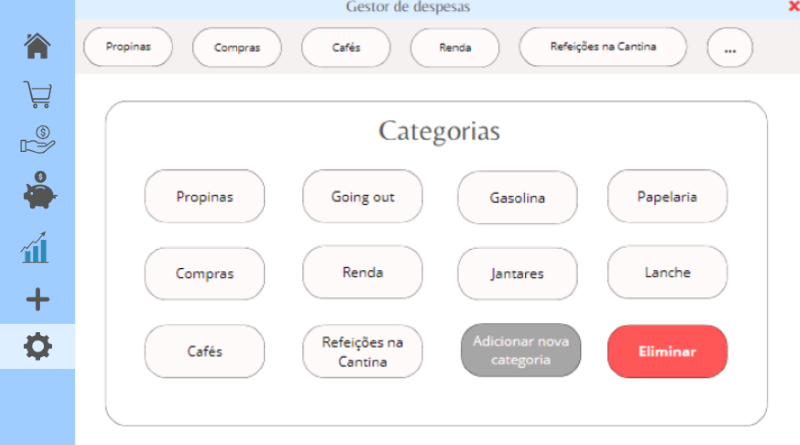 Gestor de despesas
Propinas
Compras
Cafés
Renda
Refeições na Cantina
...
Categorias
Propinas
Going out
Gasolina
Papelaria
Compras
Renda
Jantares
Lanche
Cafés
Refeições na
Cantina
Adicionar nova
categoria
Eliminar